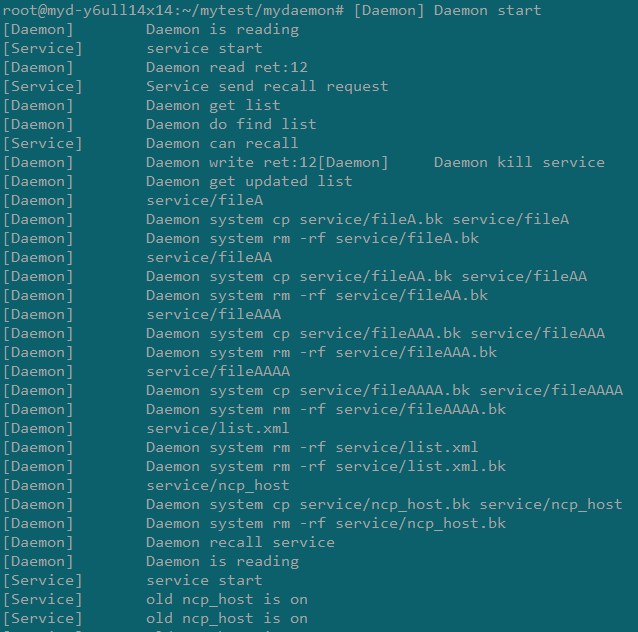 root@myd-y6ull14x14:~/mytest/mydaemon# [Daemon] Daemon start
[Daemon]        Daemon is reading
[Service]       service start
[Daemon]        Daemon read ret:12
[Service]       Service send recall request
[Daemon]        Daemon get list
[Daemon]        Daemon do find list
[Service]       Daemon can recall
[Daemon]        Daemon write ret:12[Daemon]     Daemon kill service
[Daemon]        Daemon get updated list
[Daemon]        service/fileA
[Daemon]        Daemon system cp service/fileA.bk service/fileA
[Daemon]        Daemon system rm -rf service/fileA.bk
[Daemon]        service/fileAA
[Daemon]        Daemon system cp service/fileAA.bk service/fileAA
[Daemon]        Daemon system rm -rf service/fileAA.bk
[Daemon]        service/fileAAA
[Daemon]        Daemon system cp service/fileAAA.bk service/fileAAA
[Daemon]        Daemon system rm -rf service/fileAAA.bk
[Daemon]        service/fileAAAA
[Daemon]        Daemon system cp service/fileAAAA.bk service/fileAAAA
[Daemon]        Daemon system rm -rf service/fileAAAA.bk
[Daemon]        service/list.xml
[Daemon]        Daemon system rm -rf service/list.xml
[Daemon]        Daemon system rm -rf service/list.xml.bk
[Daemon]        service/ncp_host
[Daemon]        Daemon system cp service/ncp_host.bk service/ncp_host
[Daemon]        Daemon system rm -rf service/ncp_host.bk
[Daemon]        Daemon recall service
[Daemon]        Daemon is reading
[Service]       service start
[Service]       old ncp_host is on
[Service]       old ncp_host is on